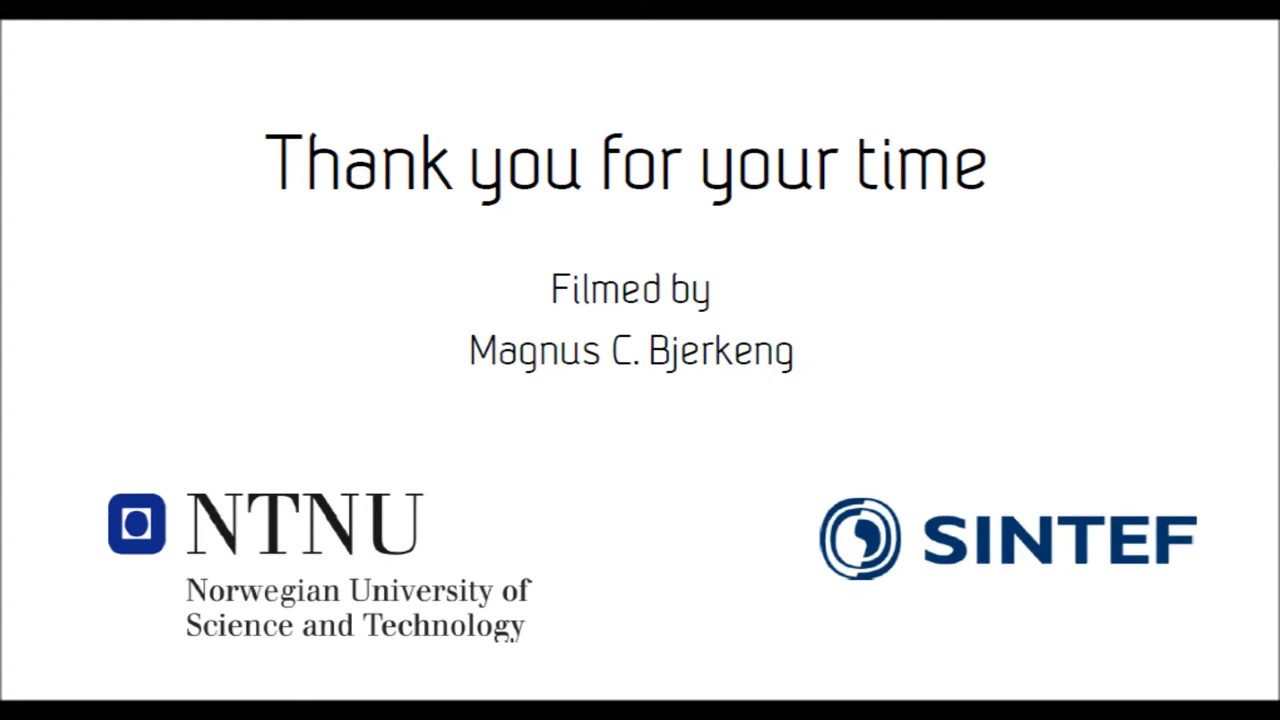 Thank you for your time
Filmed by
Magnus C. Bjerkeng
NTNU
Norwegian University of
Science and Technology
SINTEF